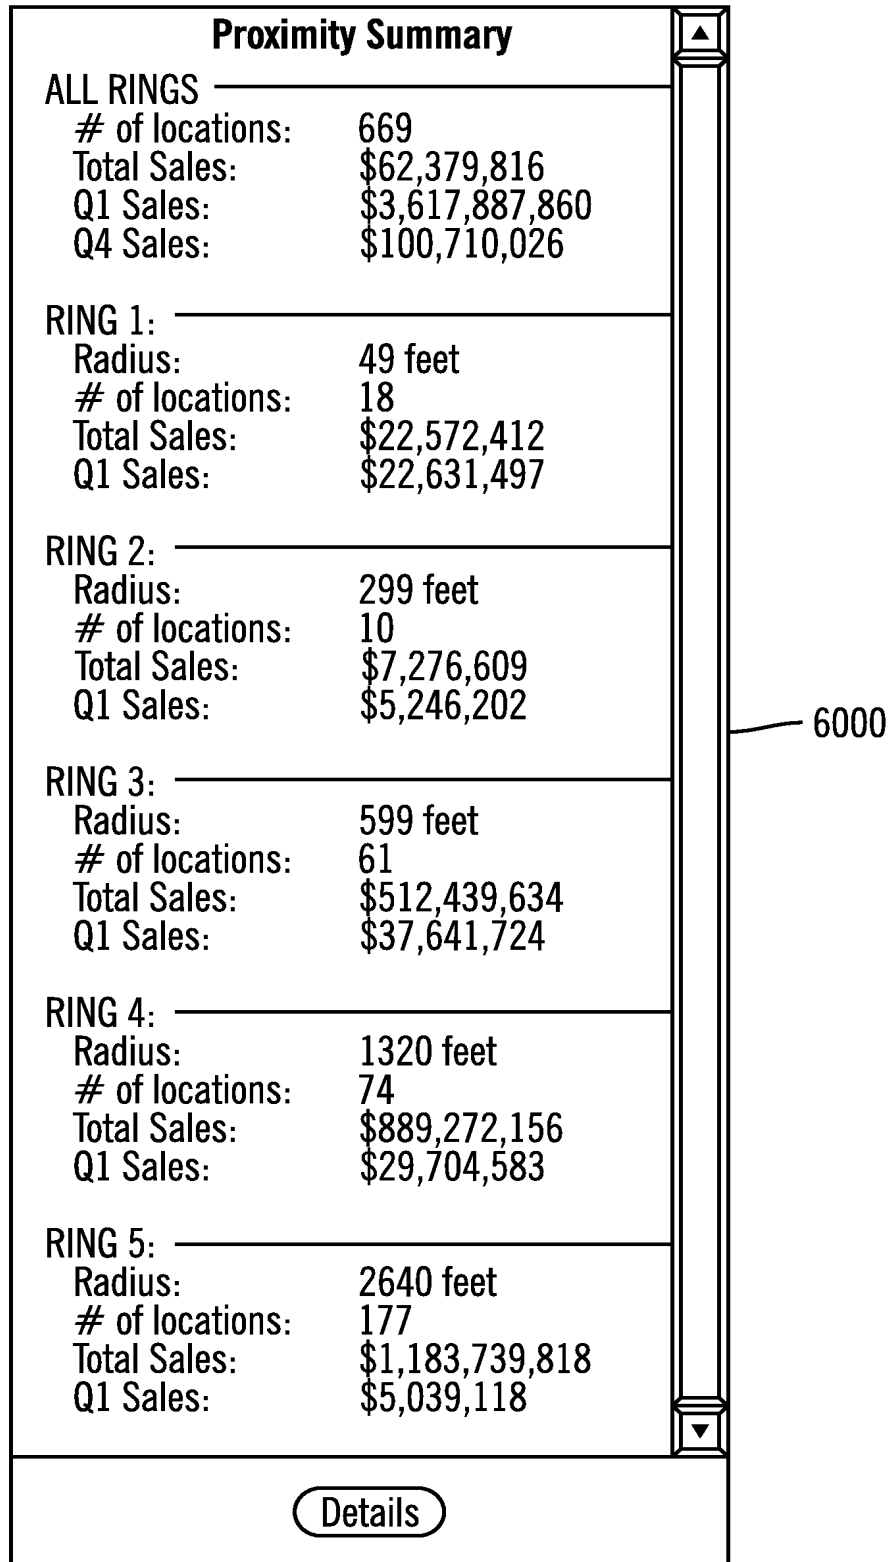 Proximity Summary
ALL RINGS
# of locations: 669
Total Sales: $62,379,816
Q1 Sales: $3,617,887,860
Q4 Sales: $100,710,026
RING 1:
Radius: 49 feet
# of locations: 18
Total Sales: $22,572,412
Q1 Sales: $22,631,497
RING 2:
Radius: 299 feet
# of locations: 10
Total Sales: $7,276,609
Q1 Sales: $5,246,202
6000
RING 3:
Radius: 599 feet
# of locations: 61
Total Sales: $512,439,634
Q1 Sales: $37,641,724
RING 4:
Radius: 1320 feet
# of locations: 74
Total Sales: $889,272,156
Q1 Sales: $29,704,583
RING 5:
Radius: 2640 feet
# of locations: 177
Total Sales: $1,183,739,818
Q1 Sales: $5,039,118
Details